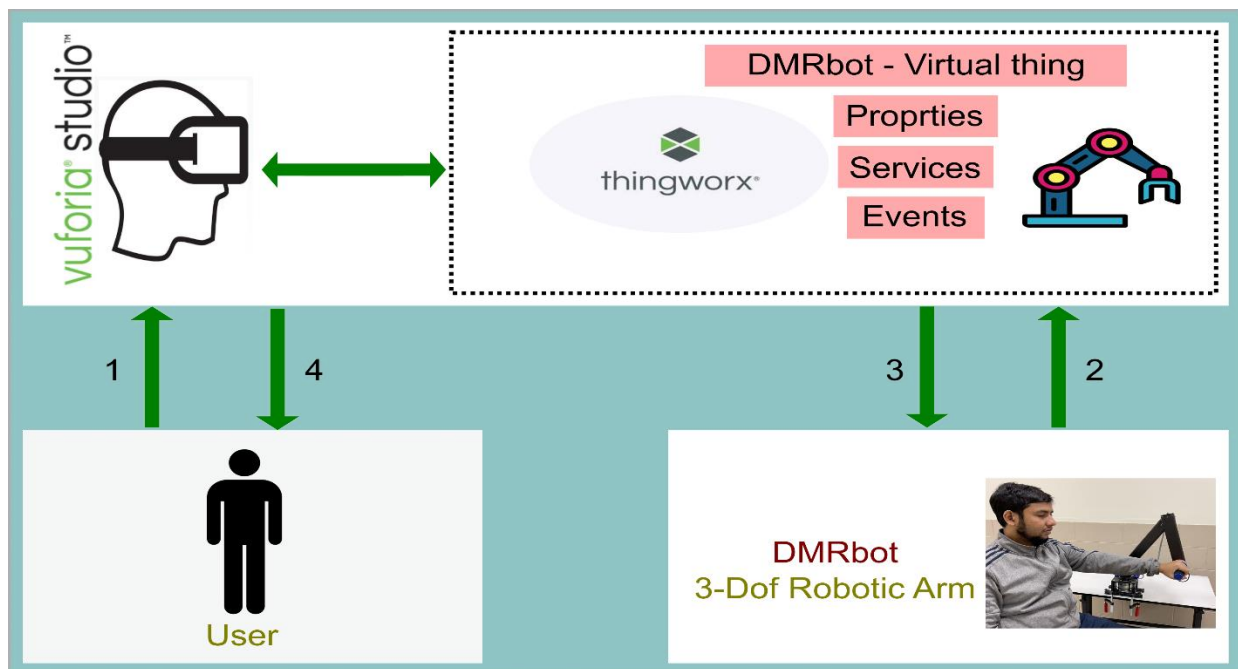 vuforia® studio™
DMRbot - Virtual thing
thingworx®
Proprties
Services
Events
1
4
3
2
User
DMRbot
3-Dof Robotic Arm